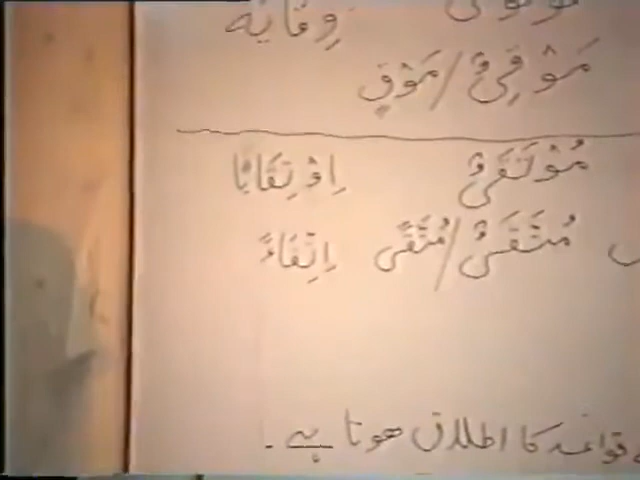 وِقَايَةٌ
مَوْقِيٌ / مَوْقٍ
مُوْتَقَيٌ اِوْتِقَايًا
مُتَّقَيٌ / مُتَّقًى اِتِّقَاءً
قواعد کا اطلاق ہوتا ہے۔